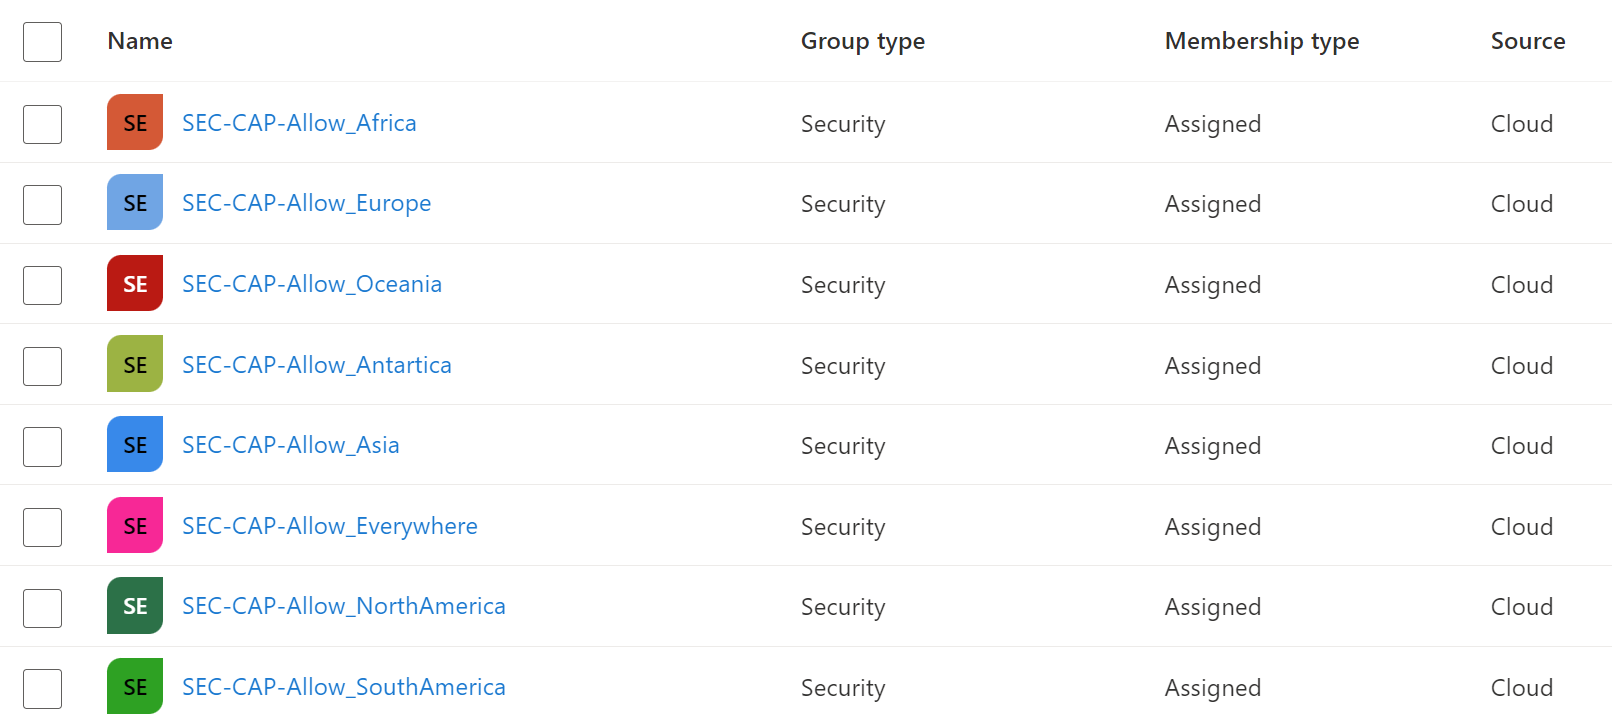 Name Group type Membership type Source
SE SEC-CAP-Allow_Africa Security Assigned Cloud
SE SEC-CAP-Allow_Europe Security Assigned Cloud
SE SEC-CAP-Allow_Oceania Security Assigned Cloud
SE SEC-CAP-Allow_Antartica Security Assigned Cloud
SE SEC-CAP-Allow_Asia Security Assigned Cloud
SE SEC-CAP-Allow_Everywhere Security Assigned Cloud
SE SEC-CAP-Allow_NorthAmerica Security Assigned Cloud
SE SEC-CAP-Allow_SouthAmerica Security Assigned Cloud